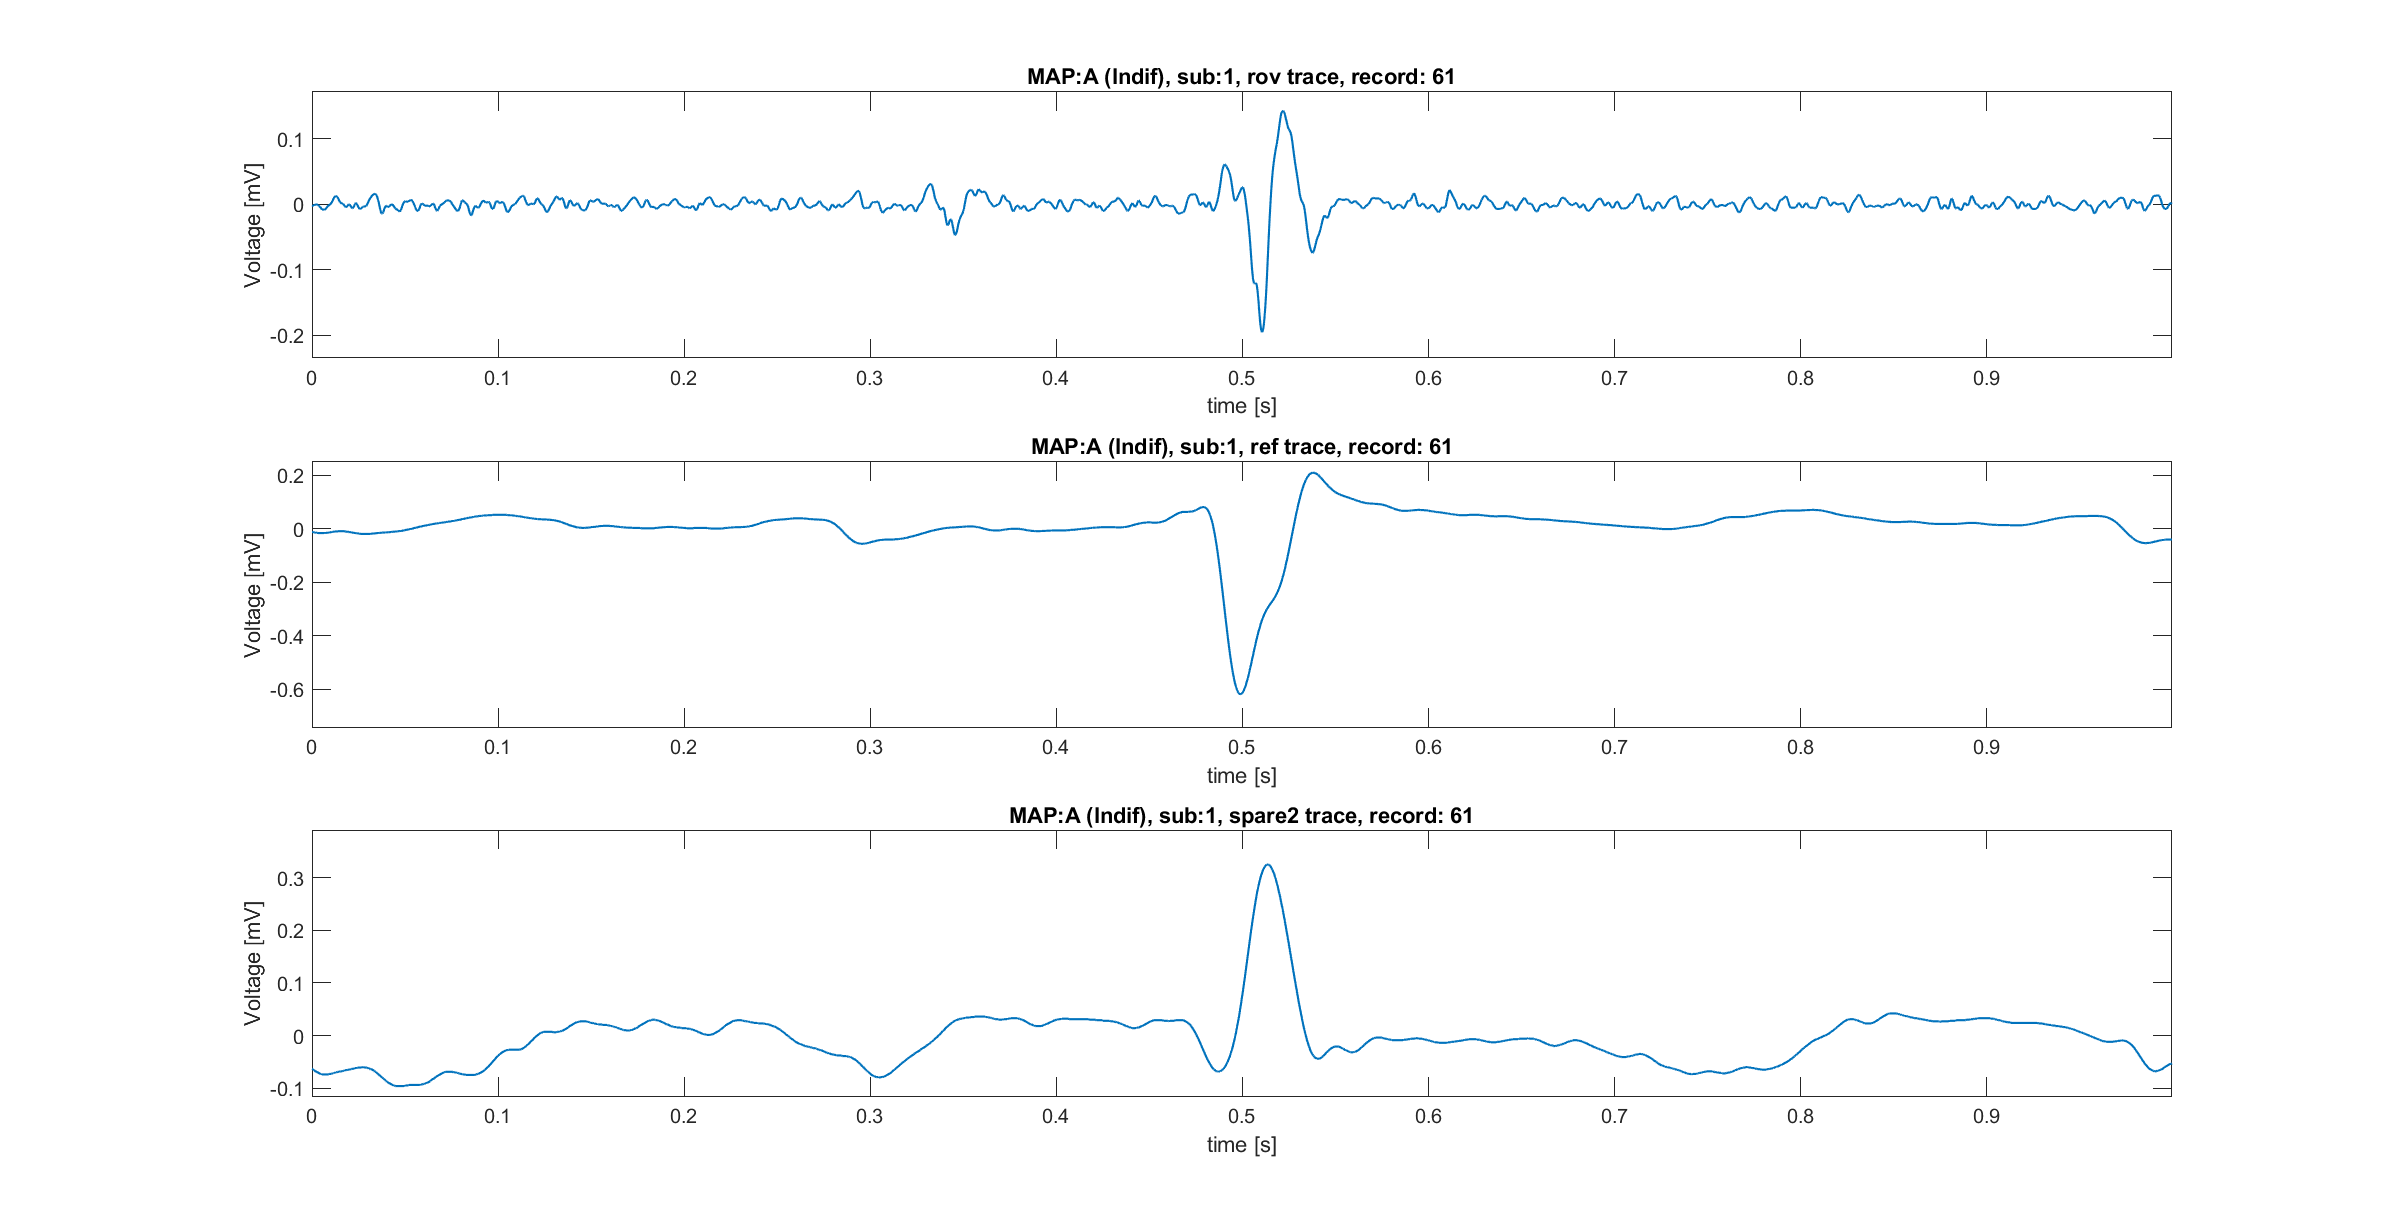 MAP:A (Indif), sub:1, rov trace, record: 61
Voltage [mV]
0.1
0
-0.1
-0.2
0 0.1 0.2 0.3 0.4 0.5 0.6 0.7 0.8 0.9
time [s]
MAP:A (Indif), sub:1, ref trace, record: 61
Voltage [mV]
0.2
0
-0.2
-0.4
-0.6
0 0.1 0.2 0.3 0.4 0.5 0.6 0.7 0.8 0.9
time [s]
MAP:A (Indif), sub:1, spare2 trace, record: 61
Voltage [mV]
0.3
0.2
0.1
0
-0.1
0 0.1 0.2 0.3 0.4 0.5 0.6 0.7 0.8 0.9
time [s]